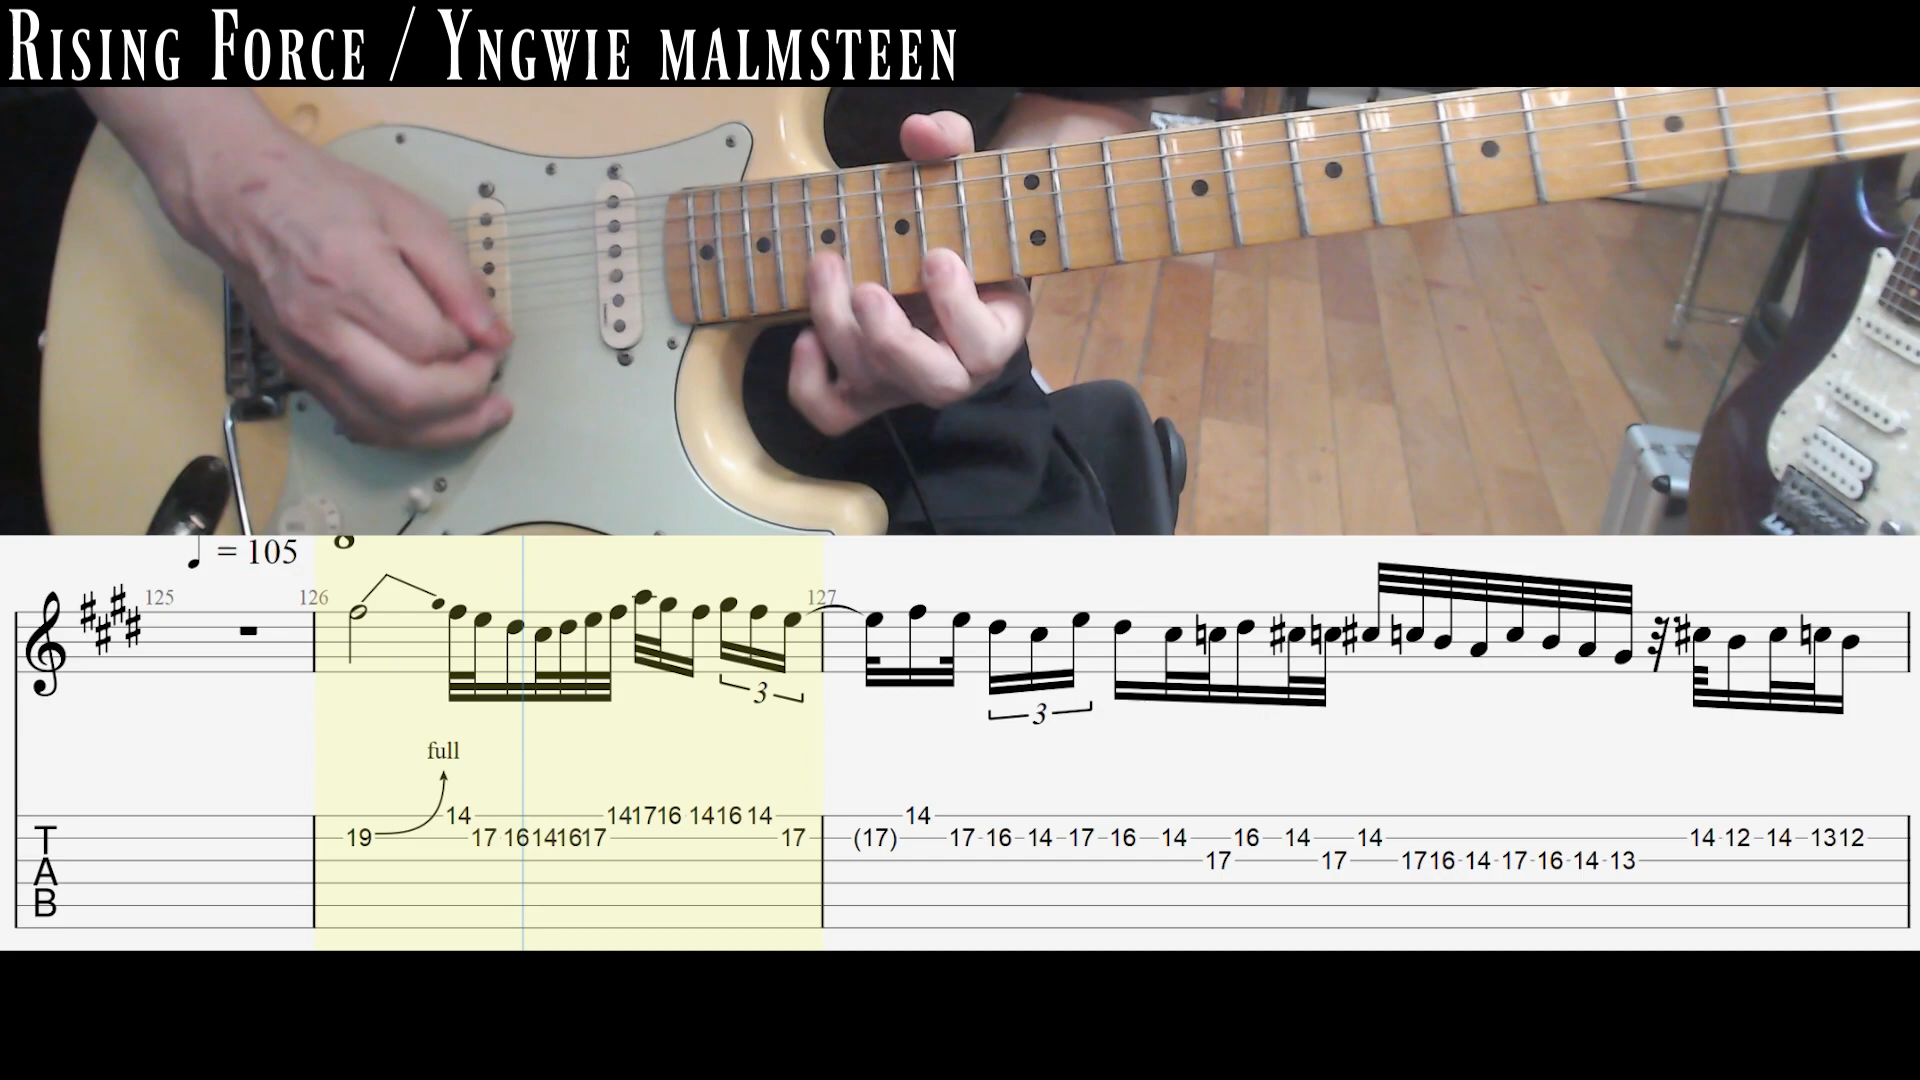 RISING FORCE / YNGWIE MALMSTEEN
= 105
125 126 127
3 3
full
14 14 17 16 14 16 14 14
19 17 16 14 16 17 17 (17) 17 16 14 17 16 14 16 14 14 14 12 14 13 12
17 17 17 16 14 17 16 14 13
T
A
B